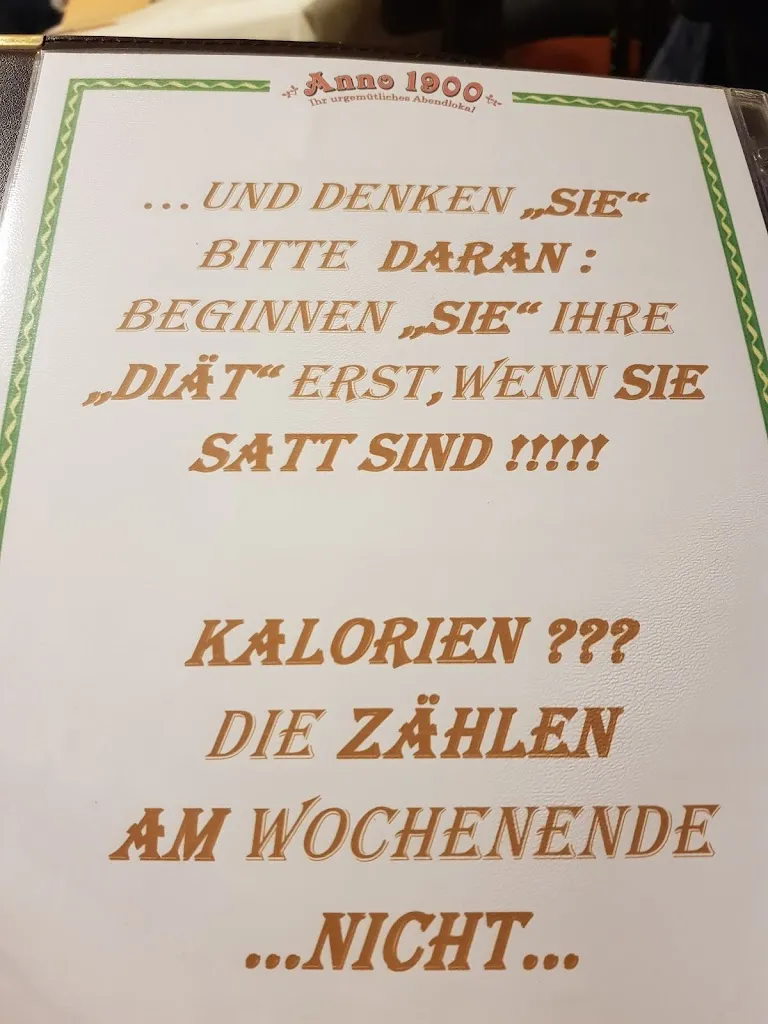 Anno 1900
Ihr urgemütliches Abendlokal
... UND DENKEN „SIE“
BITTE DARAN :
BEGINNEN „SIE“ IHRE
„DIÄT“ ERST, WENN SIE
SATT SIND !!!!!
KALORIEN ???
DIE ZÄHLEN
AM WOCHENENDE
...NICHT...